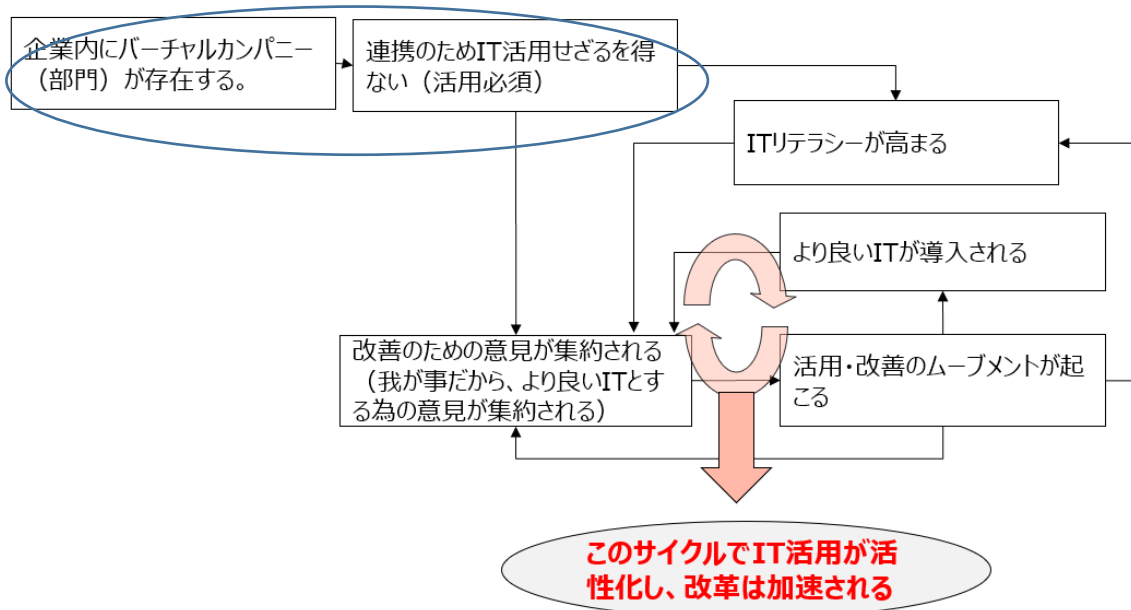 企業内にバーチャルカンパニー
（部門）が存在する。
連携のためIT活用せざるを得
ない（活用必須）
ITリテラシーが高まる
より良いITが導入される
改善のための意見が集約される
（我が事だから、より良いITとす
る為の意見が集約される）
活用・改善のムーブメントが起
こる
このサイクルでIT活用が活
性化し、改革は加速される